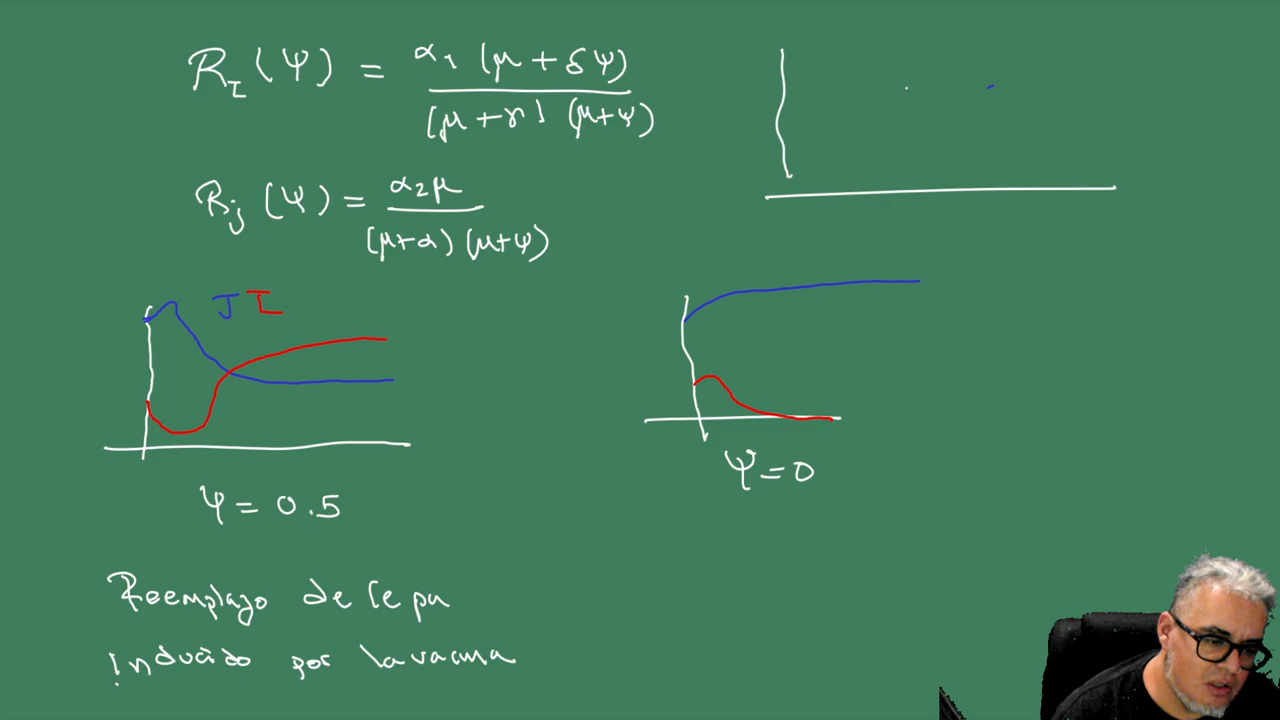 R_I (Ψ) = α₁ (μ + δΨ) / (μ + γ) (μ+Ψ)
R_j (Ψ) = α₂μ / (μ+α) (μ+Ψ)
J I
Ψ = 0.5
Ψ = 0
Reemplazo de Cepa
inducido por la vacuna